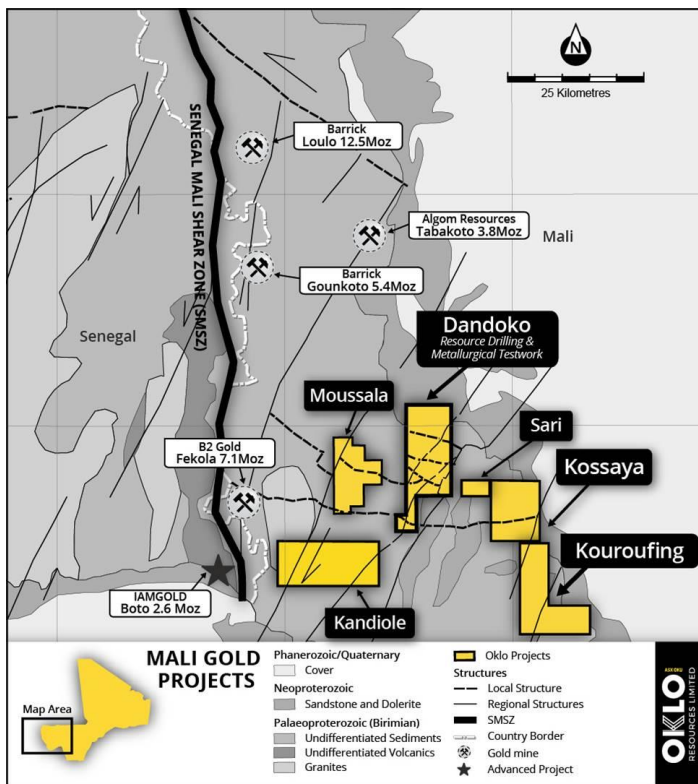 N
25 Kilometres
SENEGAL MALI SHEAR ZONE (SMSZ)
Barrick
Loulo 12.5Moz
Algom Resources
Tabakoto 3.8Moz
Mali
Barrick
Gounkoto 5.4Moz
Senegal
Dandoko
Resource Drilling &
Metallurgical Testwork
Moussala
Sari
B2 Gold
Fekola 7.1Moz
Kossaya
Kouroufing
IAMGOLD
Boto 2.6 Moz
Kandiole
MALI GOLD
PROJECTS
Map Area
Phanerozoic/Quaternary
Cover
Neoproterozoic
Sandstone and Dolerite
Palaeoproterozoic (Birimian)
Undifferentiated Sediments
Undifferentiated Volcanics
Granites
Oklo Projects
Structures
Local Structure
Regional Structures
SMSZ
Country Border
Gold mine
Advanced Project
ASX:OKU
OKLO
RESOURCES LIMITED